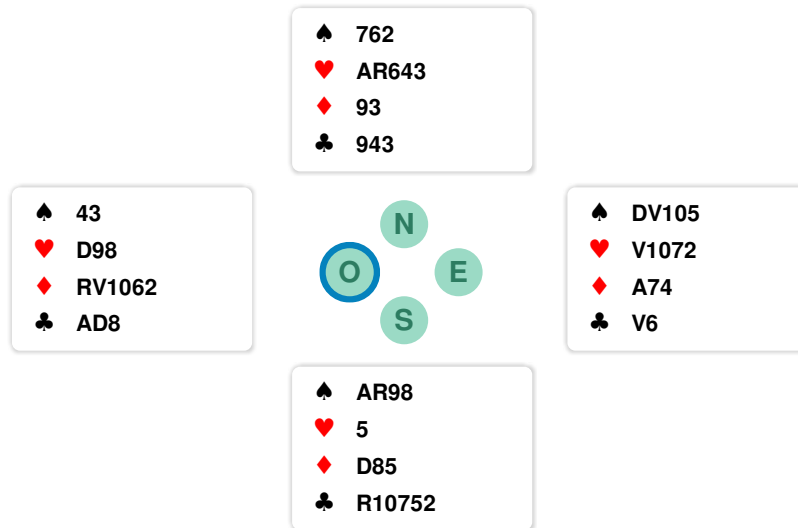 ♠ 762
♥ AR643
♦ 93
♣ 943
♠ 43
♥ D98
♦ RV1062
♣ AD8
N
O E
S
♠ DV105
♥ V1072
♦ A74
♣ V6
♠ AR98
♥ 5
♦ D85
♣ R10752